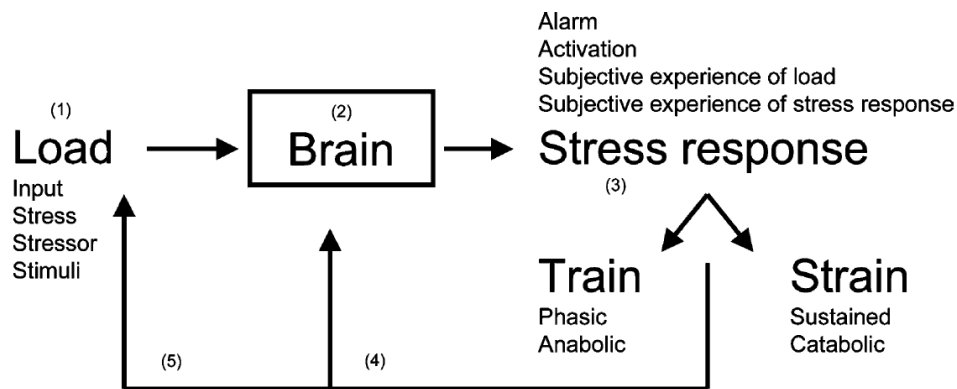 Alarm
Activation
Subjective experience of load
Subjective experience of stress response
(1)
Load
Input
Stress
Stressor
Stimuli
(2)
Brain
Stress response
(3)
Train
Phasic
Anabolic
Strain
Sustained
Catabolic
(5)
(4)